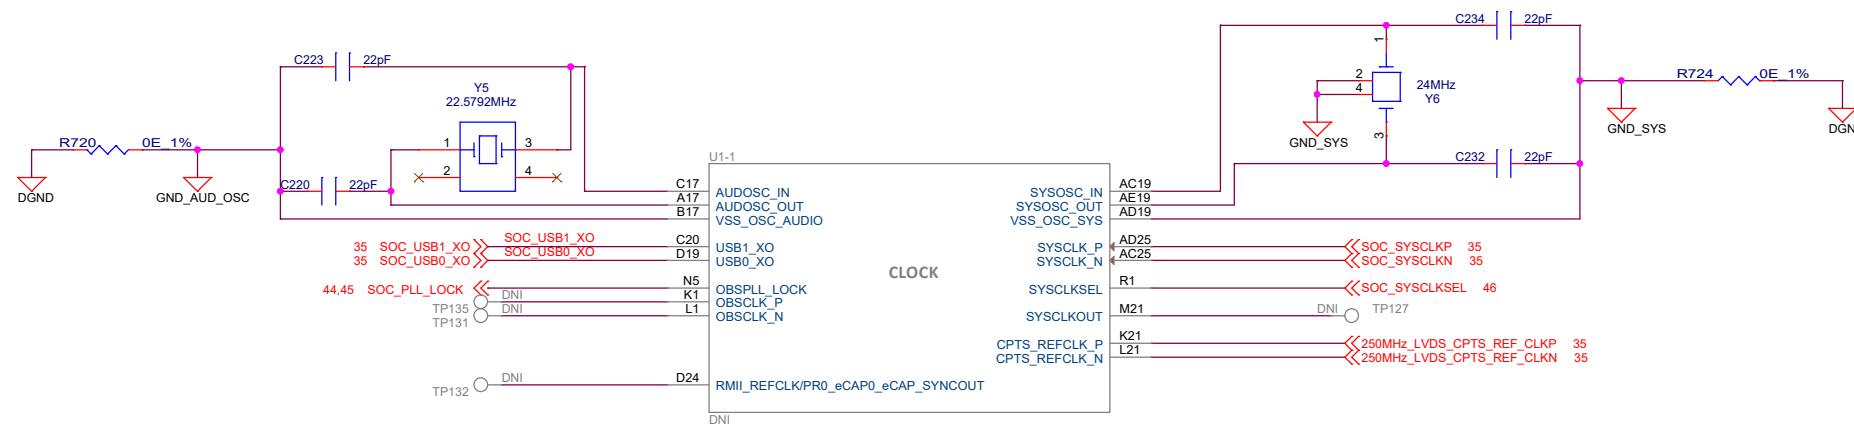 C234 22pF
C223 22pF
1
R724 0E_1%
2
4
24MHz
Y6
Y5
22.5792MHz
GND_SYS
DGN
3
GND_SYS
R720 0E_1%
1 3
2 4
C232 22pF
U1-1
C220 22pF
DGND
GND_AUD_OSC
C17 AUDOSC_IN
A17 AUDOSC_OUT
B17 VSS_OSC_AUDIO
SYSOSC_IN AC19
SYSOSC_OUT AE19
VSS_OSC_SYS AD19
35 SOC_USB1_XO SOC_USB1_XO C20 USB1_XO
35 SOC_USB0_XO SOC_USB0_XO D19 USB0_XO
SYSCLK_P AD25 SOC_SYSCLKP 35
SYSCLK_N AC25 SOC_SYSCLKN 35
CLOCK
44,45 SOC_PLL_LOCK N5 OBSPLL_LOCK
TP135 DNI K1 OBSCLK_P
TP131 DNI L1 OBSCLK_N
SYSCLKSEL R1 SOC_SYSCLKSEL 46
SYSCLKOUT M21 DNI TP127
CPTS_REFCLK_P K21 250MHz_LVDS_CPTS_REF_CLKP 35
CPTS_REFCLK_N L21 250MHz_LVDS_CPTS_REF_CLKN 35
TP132 DNI D24 RMII_REFCLK/PR0_eCAP0_eCAP_SYNCOUT
DNI